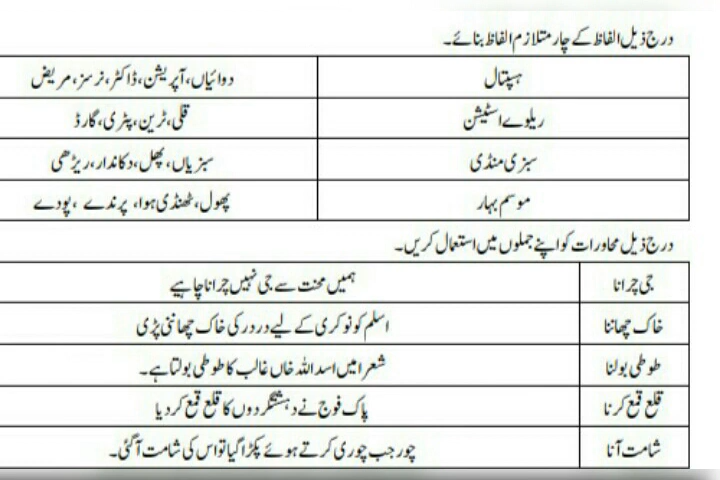 درج ذیل الفاظ کے چار متلازم الفاظ بنائے۔
ہسپتال دوائیاں،آپریشن،ڈاکٹر،نرسز،مریض
ریلوے اسٹیشن قلی،ٹرین،پٹری،گارڈ
سبزی منڈی سبزیاں،پھل،دکاندار،ریڑھی
موسم بہار پھول،ٹھنڈی ہوا، پرندے ،پودے
درج ذیل محاورات کو اپنے جملوں میں استعمال کریں۔
جی چرانا ہمیں محنت سے جی نہیں چرانا چاہیے
خاک چھاننا اسلم کو نوکری کے لیے در در کی خاک چھاننی پڑی
طوطی بولنا شعرا میں اسد اللہ خاں غالب کا طوطی بولتا ہے۔
قلع قمع کرنا پاک فوج نے دہشتگردوں کا قلع قمع کر دیا
شامت آنا چور جب چوری کرتے ہوئے پکڑا گیا تو اس کی شامت آگئی۔